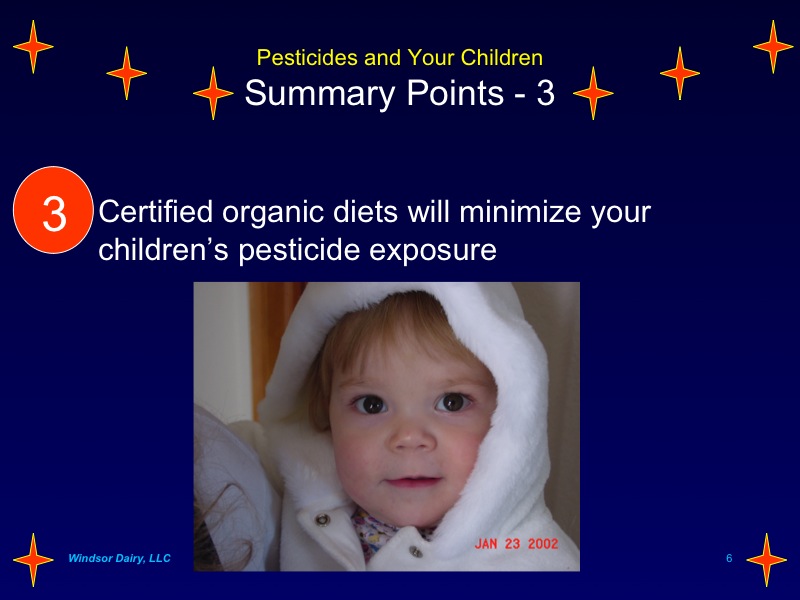 Pesticides and Your Children
Summary Points - 3
3
Certified organic diets will minimize your
children’s pesticide exposure
JAN 23 2002
Windsor Dairy, LLC
6